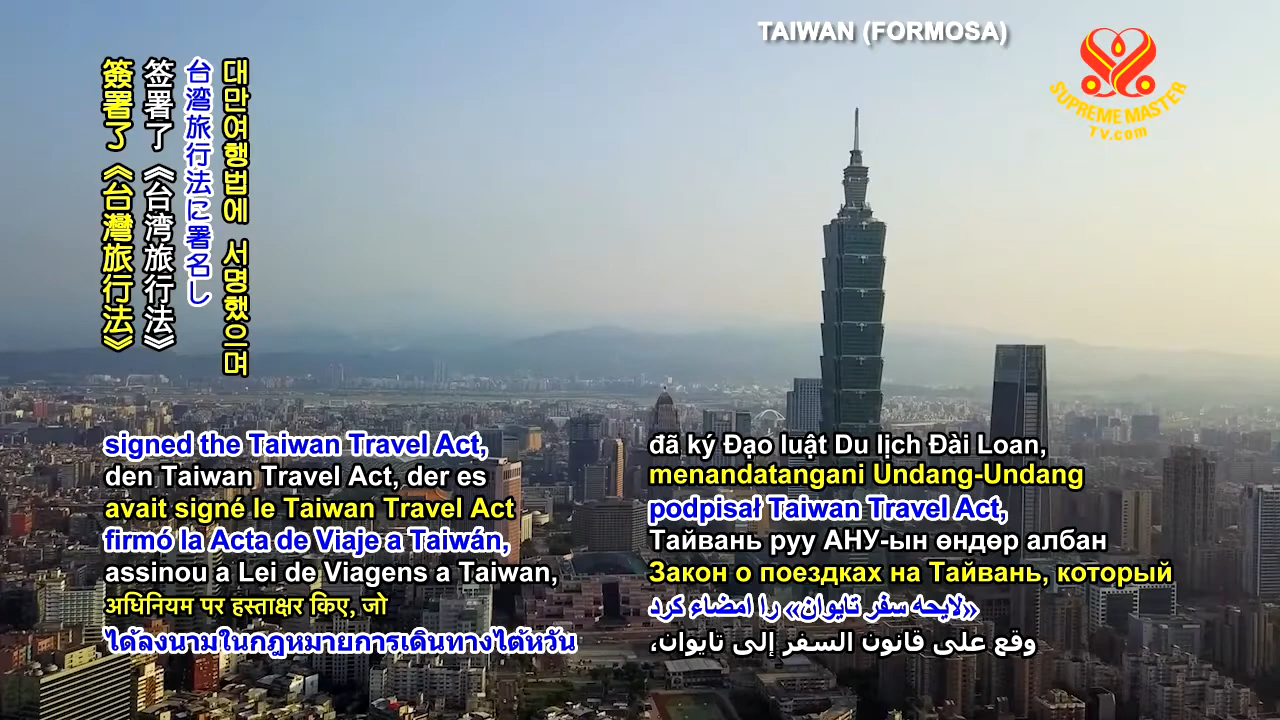 TAIWAN (FORMOSA)
SUPREME MASTER
TV.com
簽署了《台灣旅行法》
签署了《台湾旅行法》
台湾旅行法に署名し
대만여행법에 서명했으며
signed the Taiwan Travel Act,
den Taiwan Travel Act, der es
avait signé le Taiwan Travel Act
firmó la Acta de Viaje a Taiwán,
assinou a Lei de Viagens a Taiwan,
अधिनियम पर हस्ताक्षर किए, जो
ได้ลงนามในกฎหมายการเดินทางไต้หวัน
đã ký Đạo luật Du lịch Đài Loan,
menandatangani Undang-Undang
podpisał Taiwan Travel Act,
Тайвань руу АНУ-ын өндөр албан
Закон о поездках на Тайвань, который
«لایحه سفر تایوان» را امضاء کرد
وقع على قانون السفر إلى تايوان،